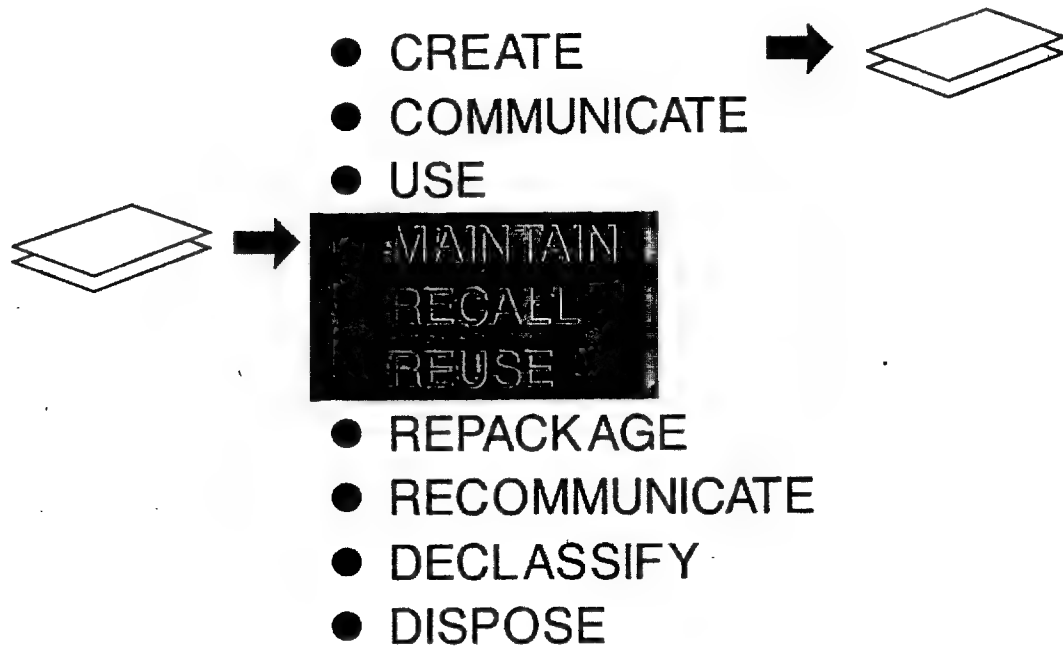 ● CREATE
● COMMUNICATE
● USE
MAINTAIN
RECALL
REUSE
● REPACKAGE
● RECOMMUNICATE
● DECLASSIFY
● DISPOSE